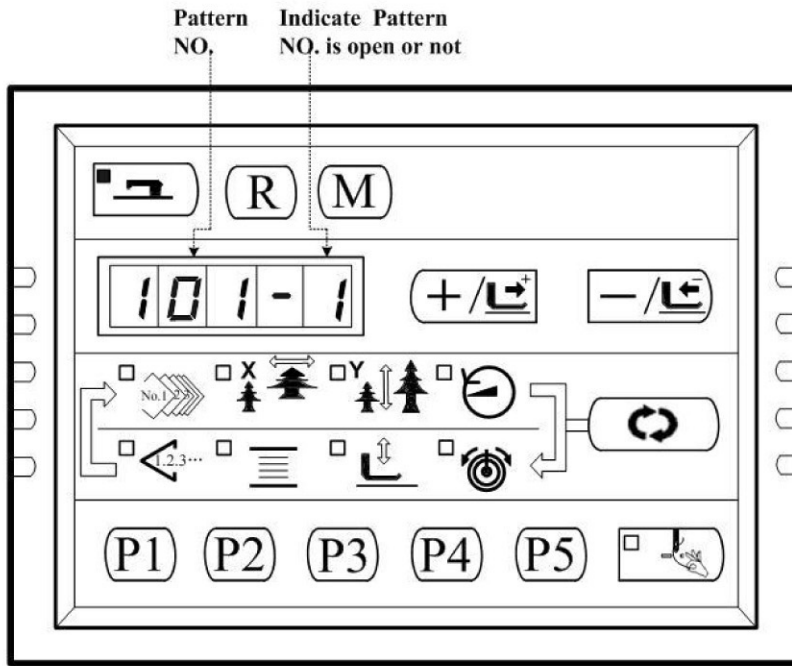 Pattern NO.
Indicate Pattern NO. is open or not
R M
101-1
+/ + −/ −
No.1 2 3 X Y
1.2.3···
P1 P2 P3 P4 P5